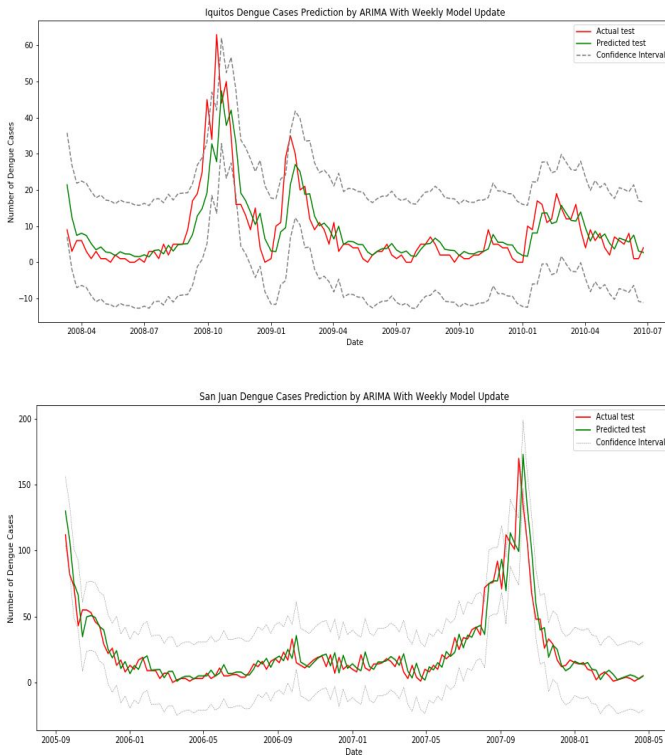 Iquitos Dengue Cases Prediction by ARIMA With Weekly Model Update
Actual test
Predicted test
Confidence Interval
Number of Dengue Cases
60
50
40
30
20
10
0
−10
2008-04 2008-07 2008-10 2009-01 2009-04 2009-07 2009-10 2010-01 2010-04 2010-07
Date
San Juan Dengue Cases Prediction by ARIMA With Weekly Model Update
Actual test
Predicted test
Confidence Interval
Number of Dengue Cases
200
150
100
50
0
2005-09 2006-01 2006-05 2006-09 2007-01 2007-05 2007-09 2008-01 2008-05
Date